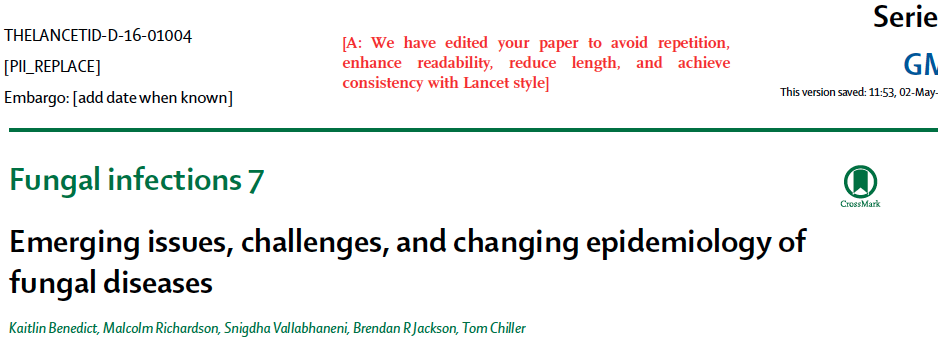 THELANCETID-D-16-01004
[PII_REPLACE]
Embargo: [add date when known]
[A: We have edited your paper to avoid repetition,
enhance readability, reduce length, and achieve
consistency with Lancet style]
Serie
GM
This version saved: 11:53, 02-May-
Fungal infections 7
CrossMark
Emerging issues, challenges, and changing epidemiology of
fungal diseases
Kaitlin Benedict, Malcolm Richardson, Snigdha Vallabhaneni, Brendan R Jackson, Tom Chiller